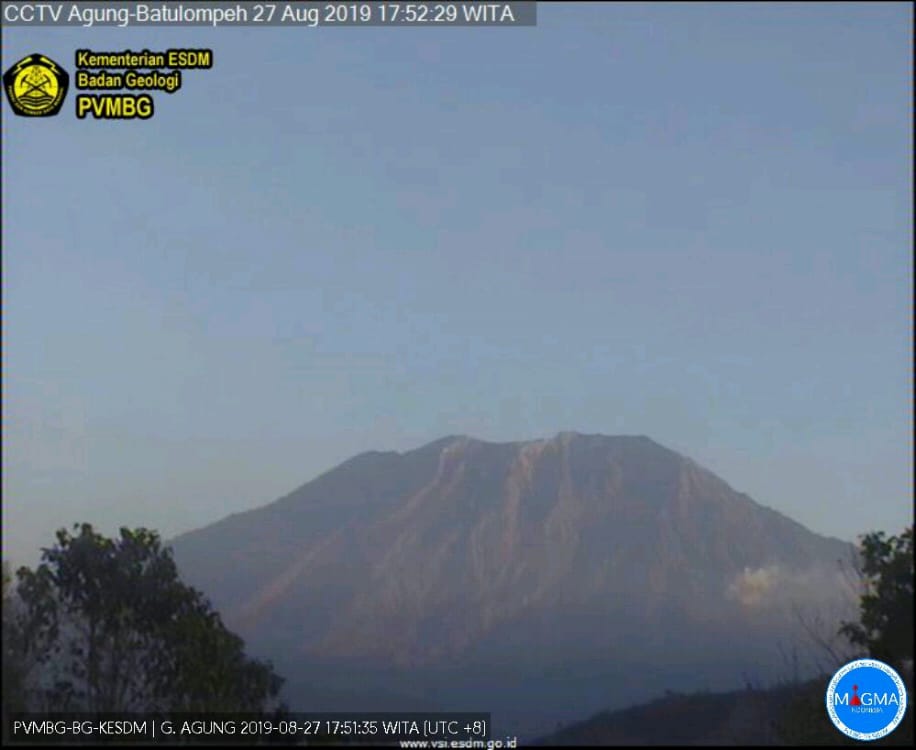 CCTV Agung-Batulompeh 27 Aug 2019 17:52:29 WITA
Kementerian ESDM
Badan Geologi
PVMBG
MAGMA
INDONESIA
PVMBG-BG-KESDM | G. AGUNG 2019-08-27 17:51:35 WITA (UTC +8)
www.vsi.esdm.go.id